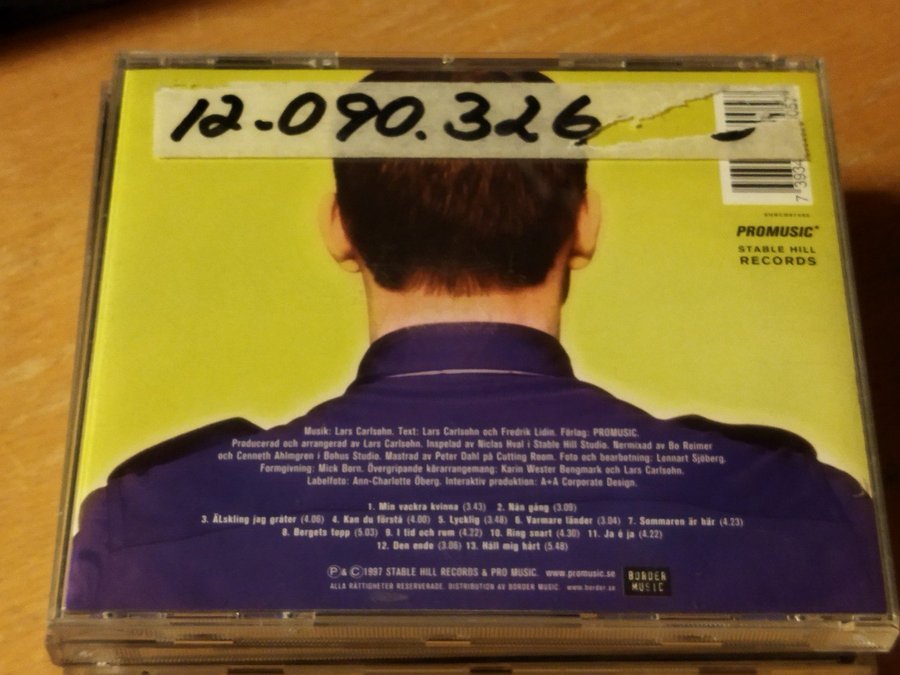 12.090.326
PROMUSIC
STABLE HILL
RECORDS
Musik: Lars Carlsohn. Text: Lars Carlsohn och Fredrik Lidin. Förlag: PROMUSIC.
Producerad och arrangerad av Lars Carlsohn. Inspelad av Niclas Hval i Stable Hill Studio. Nermixad av Bo Reimer
och Cenneth Ahlmgren i Bohus Studio. Mastrad av Peter Dahl på Cutting Room. Foto och bearbetning: Lennart Sjöberg.
Formgivning: Mick Born. Övergripande körarrangemang: Karin Wester Bengmark och Lars Carlsohn.
Labelfoto: Ann-Charlotte Öberg. Interaktiv produktion: A+A Corporate Design.
1. Min vackra kvinna (3.43) 2. Nån gång (3.09)
3. Älskling jag gråter (4.06) 4. Kan du förstå (4.00) 5. Lycklig (3.48) 6. Varmare länder (3.04) 7. Sommaren är här (4.23)
8. Bergets topp (5.03) 9. I tid och rum (4.22) 10. Ring snart (4.30) 11. Ja é ja (4.22)
12. Den ende (3.06) 13. Håll mig hårt (5.48)
Ⓟ & Ⓒ1997 STABLE HILL RECORDS & PRO MUSIC. www.promusic.se
ALLA RÄTTIGHETER RESERVERADE. DISTRIBUTION AV BORDER MUSIC. www.border.se
BORDER
MUSIC